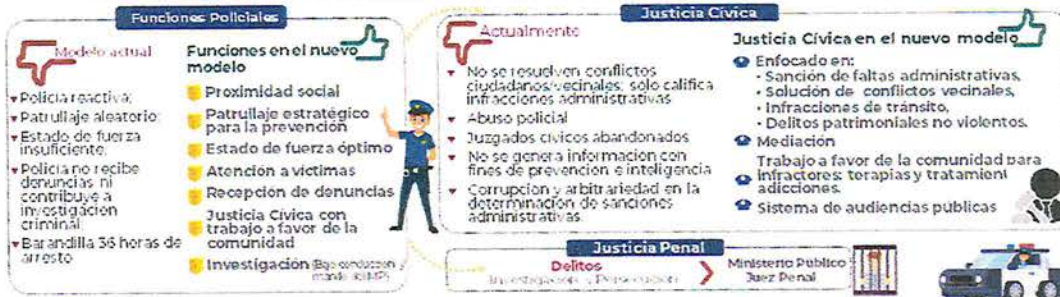 Funciones Policiales
Modelo actual
Policía reactiva;
Patrullaje aleatorio;
Estado de fuerza
insuficiente.
Policía no recibe
denuncias ni
contribuye a
investigación
criminal
Barandilla 36 horas de
arresto
Funciones en el nuevo
modelo
Proximidad social
Patrullaje estratégico
para la prevención
Estado de fuerza óptimo
Atención a víctimas
Recepción de denuncias
Justicia Cívica con
trabajo a favor de la
comunidad
Investigación (Bajo conducción y
mando del MP)
Justicia Cívica
Actualmente
No se resuelven conflictos
ciudadanos/vecinales; solo califica
infracciones administrativas
Abuso policial
Juzgados cívicos abandonados
No se genera información con
fines de prevención e inteligencia
Corrupción y arbitrariedad en la
determinación de sanciones
administrativas.
Justicia Cívica en el nuevo modelo
Enfocado en:
• Sanción de faltas administrativas,
• Solución de conflictos vecinales,
• Infracciones de tránsito,
• Delitos patrimoniales no violentos.
Mediación
Trabajo a favor de la comunidad para
infractores: terapias y tratamient
adicciones.
Sistema de audiencias públicas
Justicia Penal
Delitos
Investigación y Persecución
Ministerio Público
Juez Penal